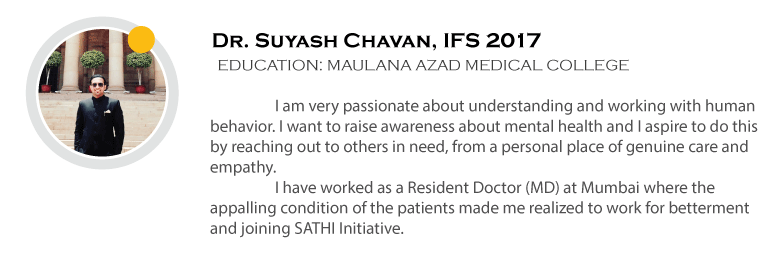 Dr. Suyash Chavan, IFS 2017
EDUCATION: MAULANA AZAD MEDICAL COLLEGE
I am very passionate about understanding and working with human
behavior. I want to raise awareness about mental health and I aspire to do this
by reaching out to others in need, from a personal place of genuine care and
empathy.
I have worked as a Resident Doctor (MD) at Mumbai where the
appalling condition of the patients made me realized to work for betterment
and joining SATHI Initiative.